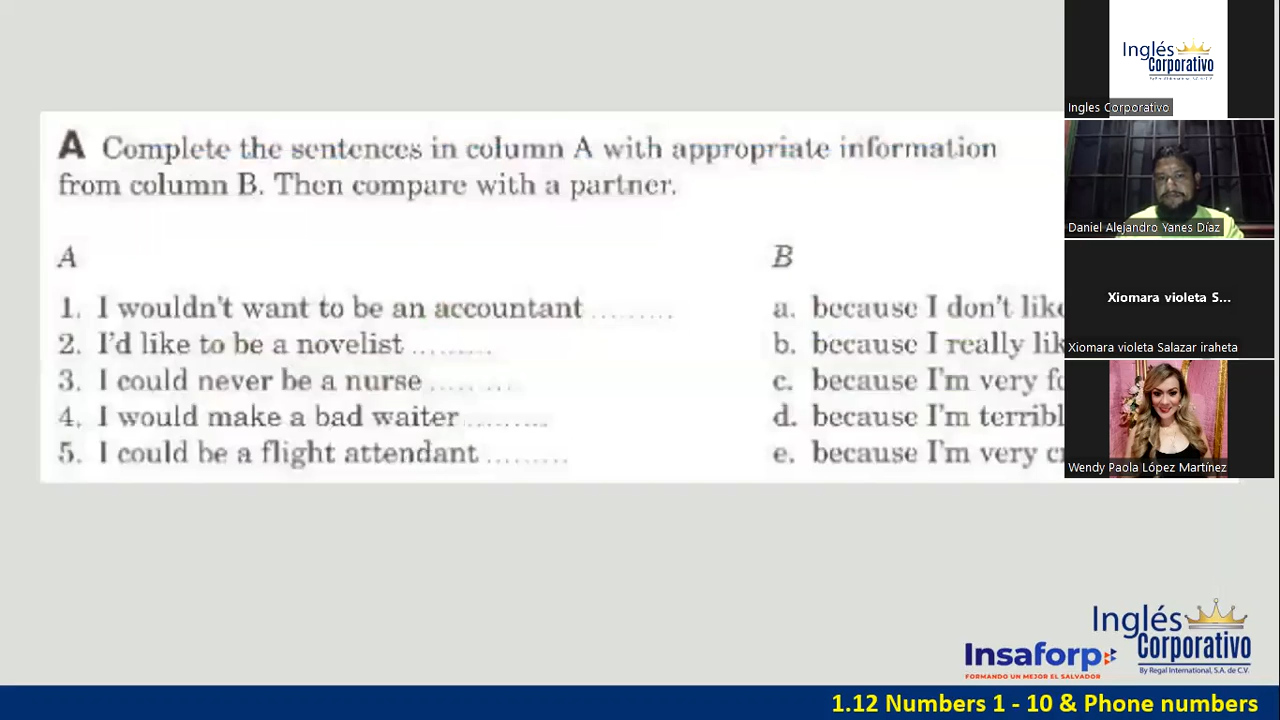 A Complete the sentences in column A with appropriate information
from column B. Then compare with a partner.
A
1. I wouldn't want to be an accountant .........
2. I'd like to be a novelist .........
3. I could never be a nurse .........
4. I would make a bad waiter .........
5. I could be a flight attendant .........
B
a. because I don't like
b. because I really
c. because I'm very
d. because I'm
e. because I'm very
Inglés
Corporativo
Ingles Corporativo
Daniel Alejandro Yanes Díaz
Xiomara violeta S...
Xiomara violeta Salazar iraheta
Wendy Paola López Martínez
Insaforp
FORMANDO UN MEJOR EL SALVADOR
Inglés
Corporativo
By Regal International, S.A. de C.V.
1.12 Numbers 1 - 10 & Phone numbers